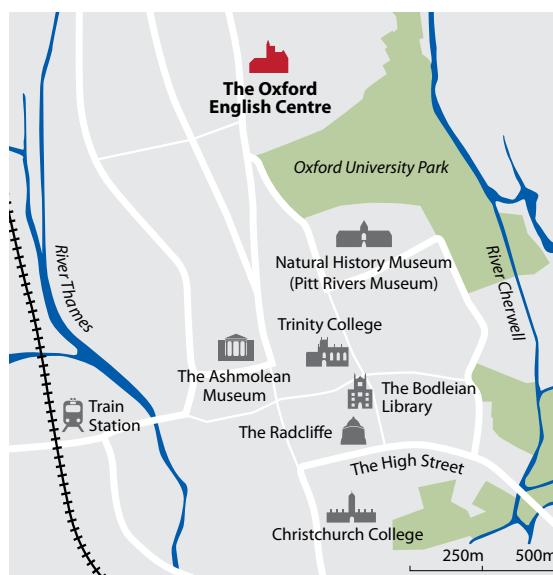 The Oxford
English Centre
Oxford University Park
River Thames
River Cherwell
Natural History Museum
(Pitt Rivers Museum)
Trinity College
The Ashmolean
Museum
The Bodleian
Library
Train
Station
The Radcliffe
The High Street
Christchurch College
250m 500m